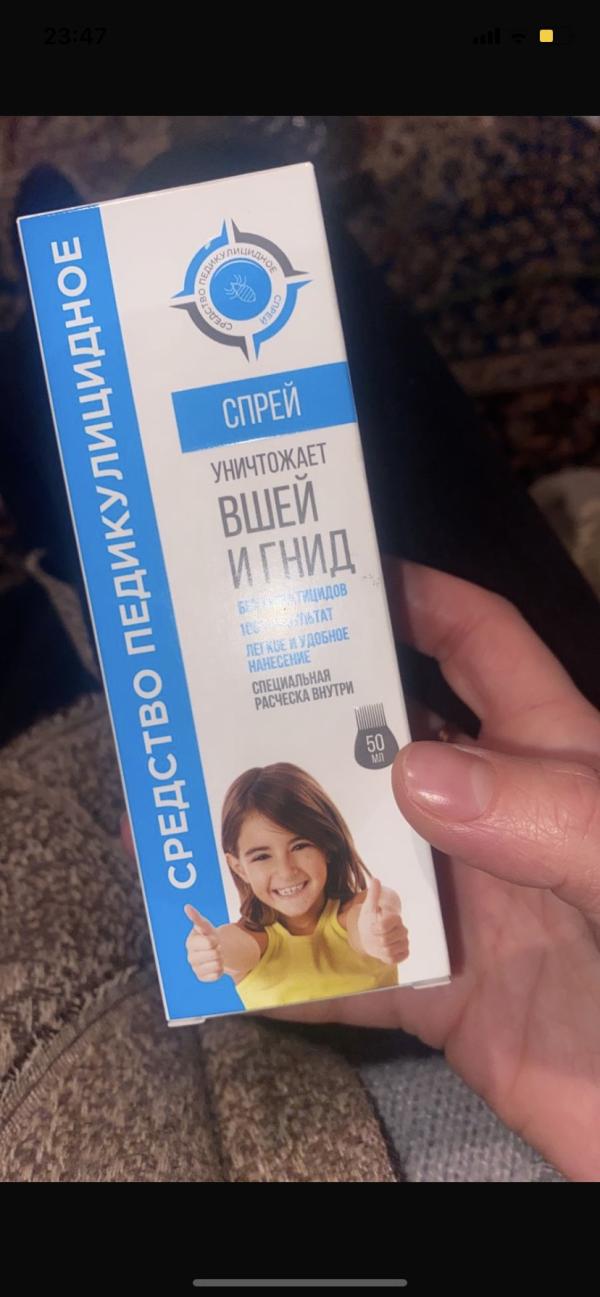 23:47
СРЕДСТВО ПЕДИКУЛИЦИДНОЕ
СРЕДСТВО ПЕДИКУЛИЦИДНОЕ
СПРЕЙ
СПРЕЙ
УНИЧТОЖАЕТ
ВШЕЙ
И ГНИД
ЛЕГКОЕ И УДОБНОЕ
НАНЕСЕНИЕ
СПЕЦИАЛЬНАЯ
РАСЧЕСКА ВНУТРИ
50
МЛ